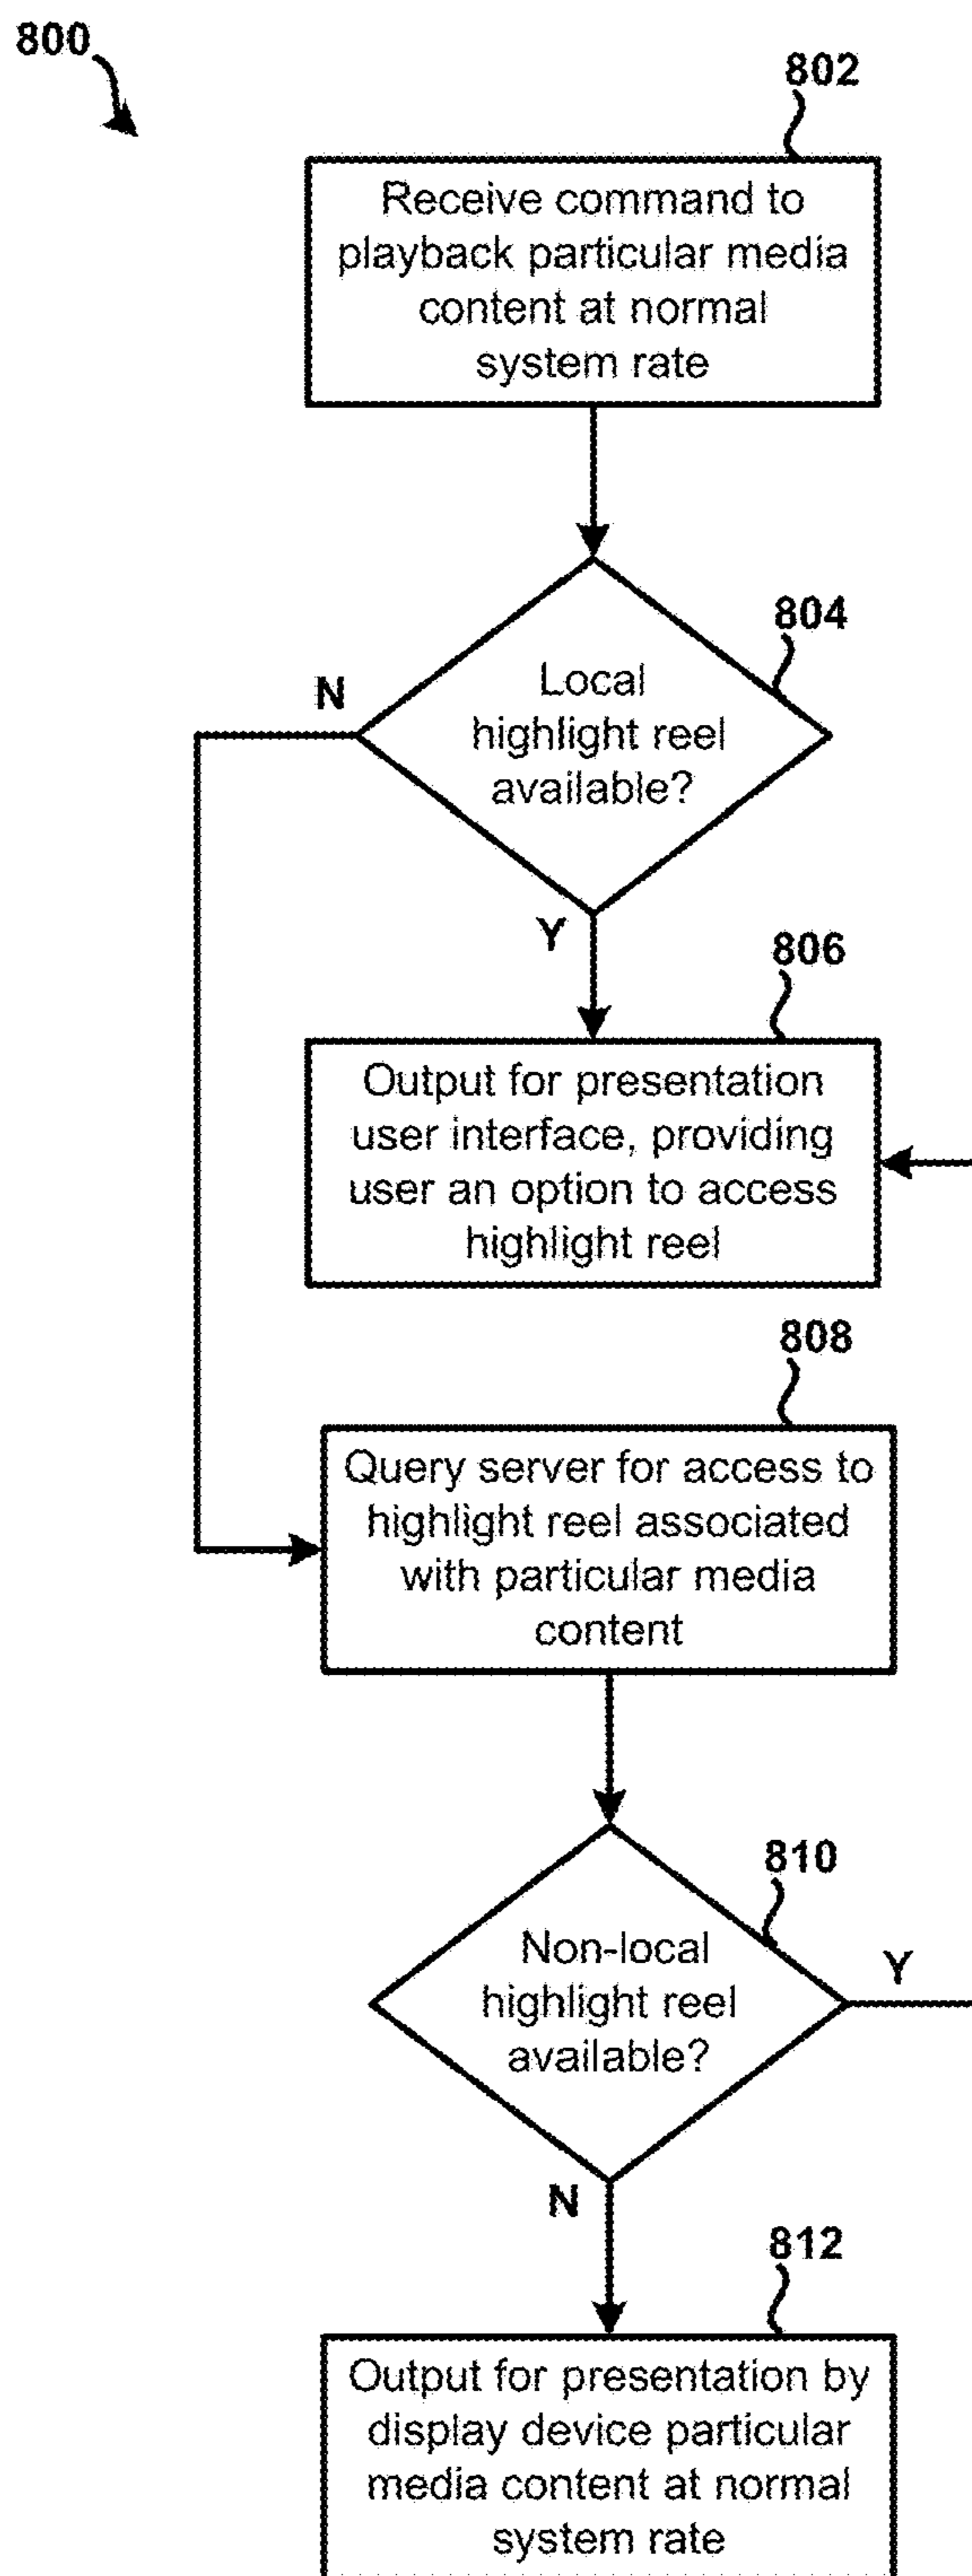 800
802
Receive command to
playback particular media
content at normal
system rate
804
N
Local
highlight reel
available?
Y
806
Output for presentation
user interface, providing
user an option to access
highlight reel
808
Query server for access to
highlight reel associated
with particular media
content
810
Non-local
highlight reel
available?
Y
N
812
Output for presentation by
display device particular
media content at normal
system rate